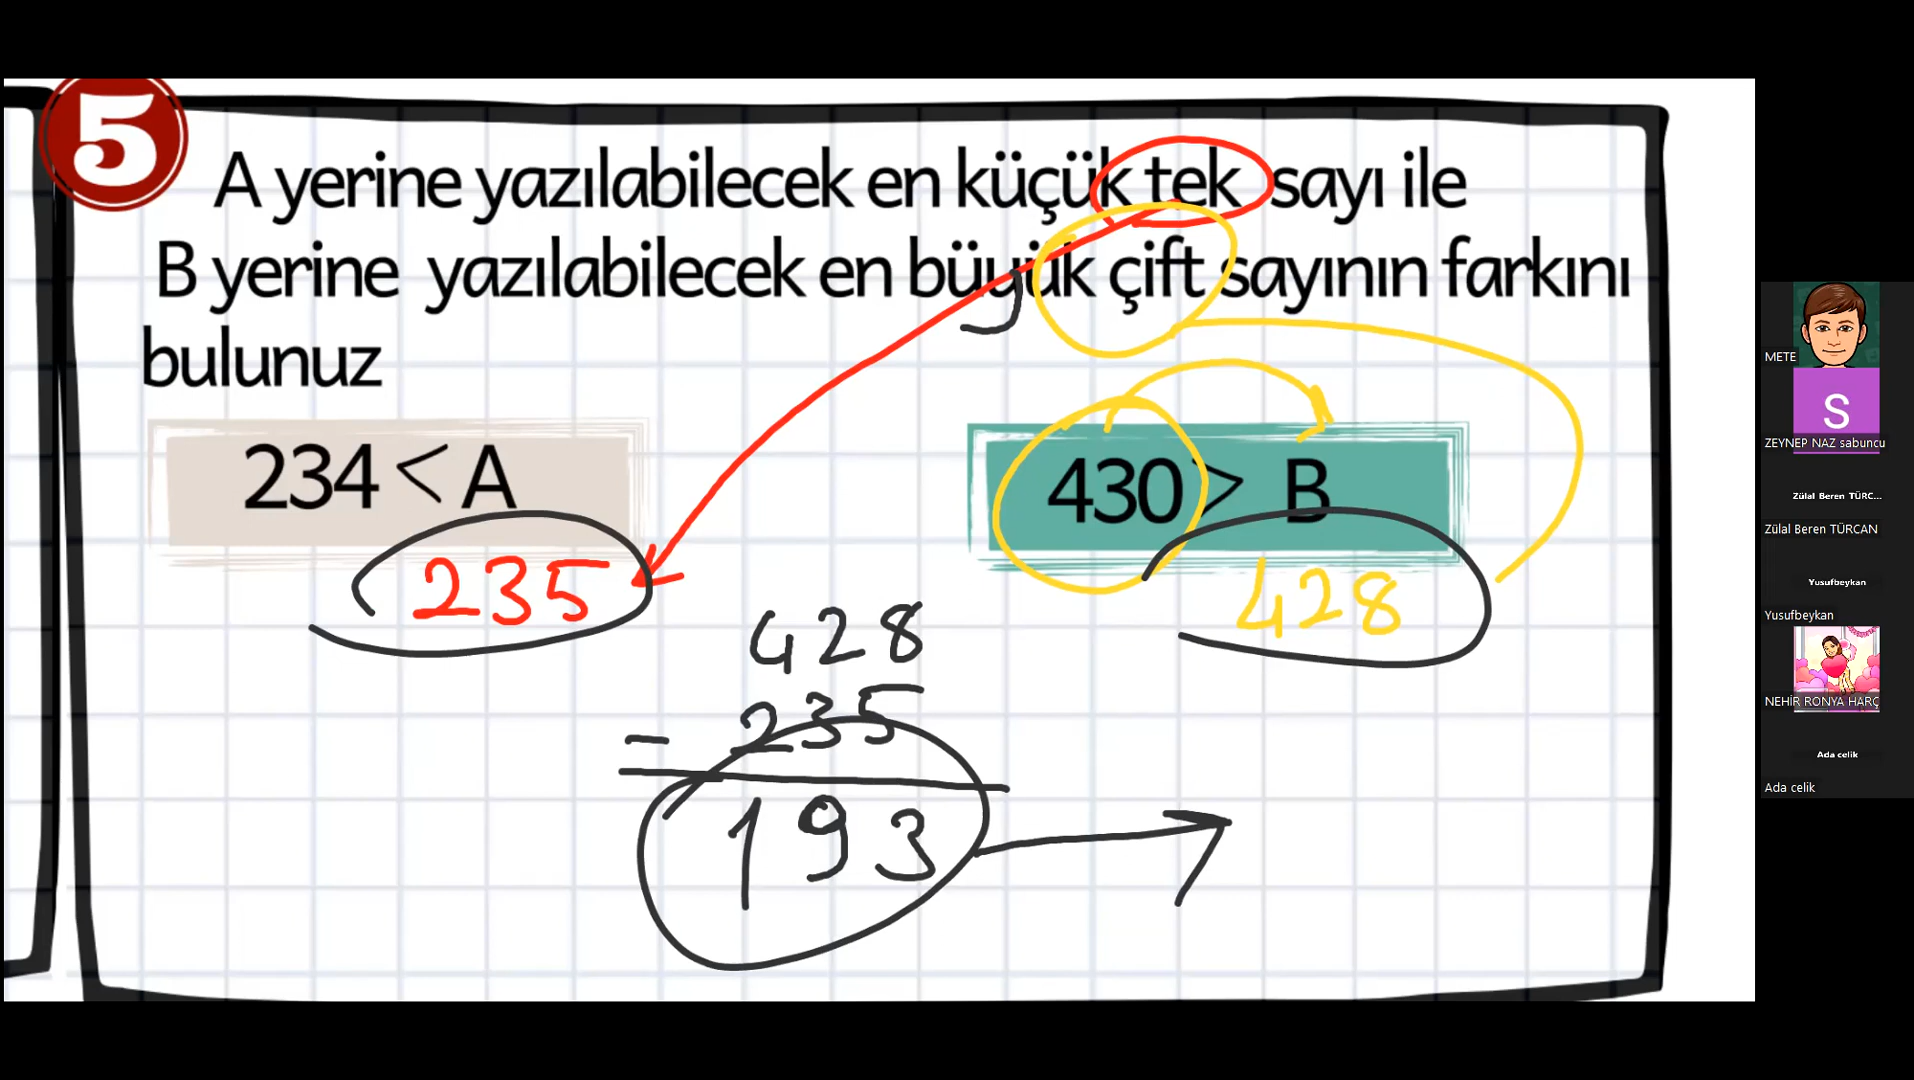 5
A yerine yazılabilecek en küçük tek sayı ile
B yerine yazılabilecek en büyük çift sayının farkını
bulunuz
234 < A
430 > B
235
428
428
- 235
193
METE
S
ZEYNEP NAZ sabuncu
Zülal Beren TÜRC...
Zülal Beren TÜRCAN
Yusufbeykan
Yusufbeykan
NEHİR RONYA HARÇ
Ada celik
Ada celik